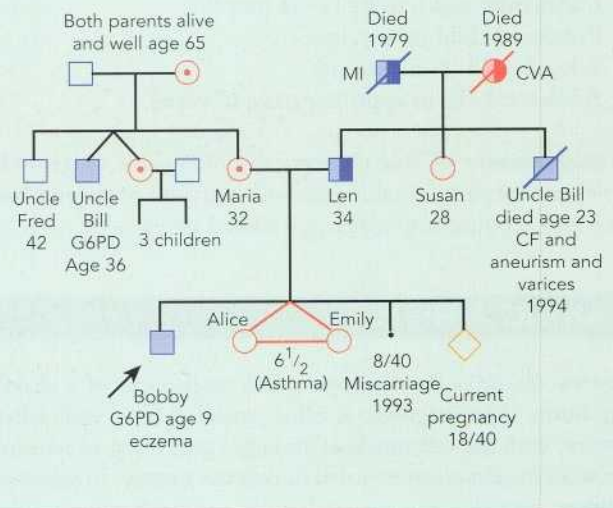 Both parents alive
and well age 65
Died
1979
Died
1989
MI
CVA
Uncle
Fred
42
Uncle
Bill
G6PD
Age 36
3 children
Maria
32
Len
34
Susan
28
Uncle Bill
died age 23
CF and
aneurism and
varices
1994
Alice
Emily
6 1/2
(Asthma)
8/40
Miscarriage
1993
Current
pregnancy
18/40
Bobby
G6PD age 9
eczema